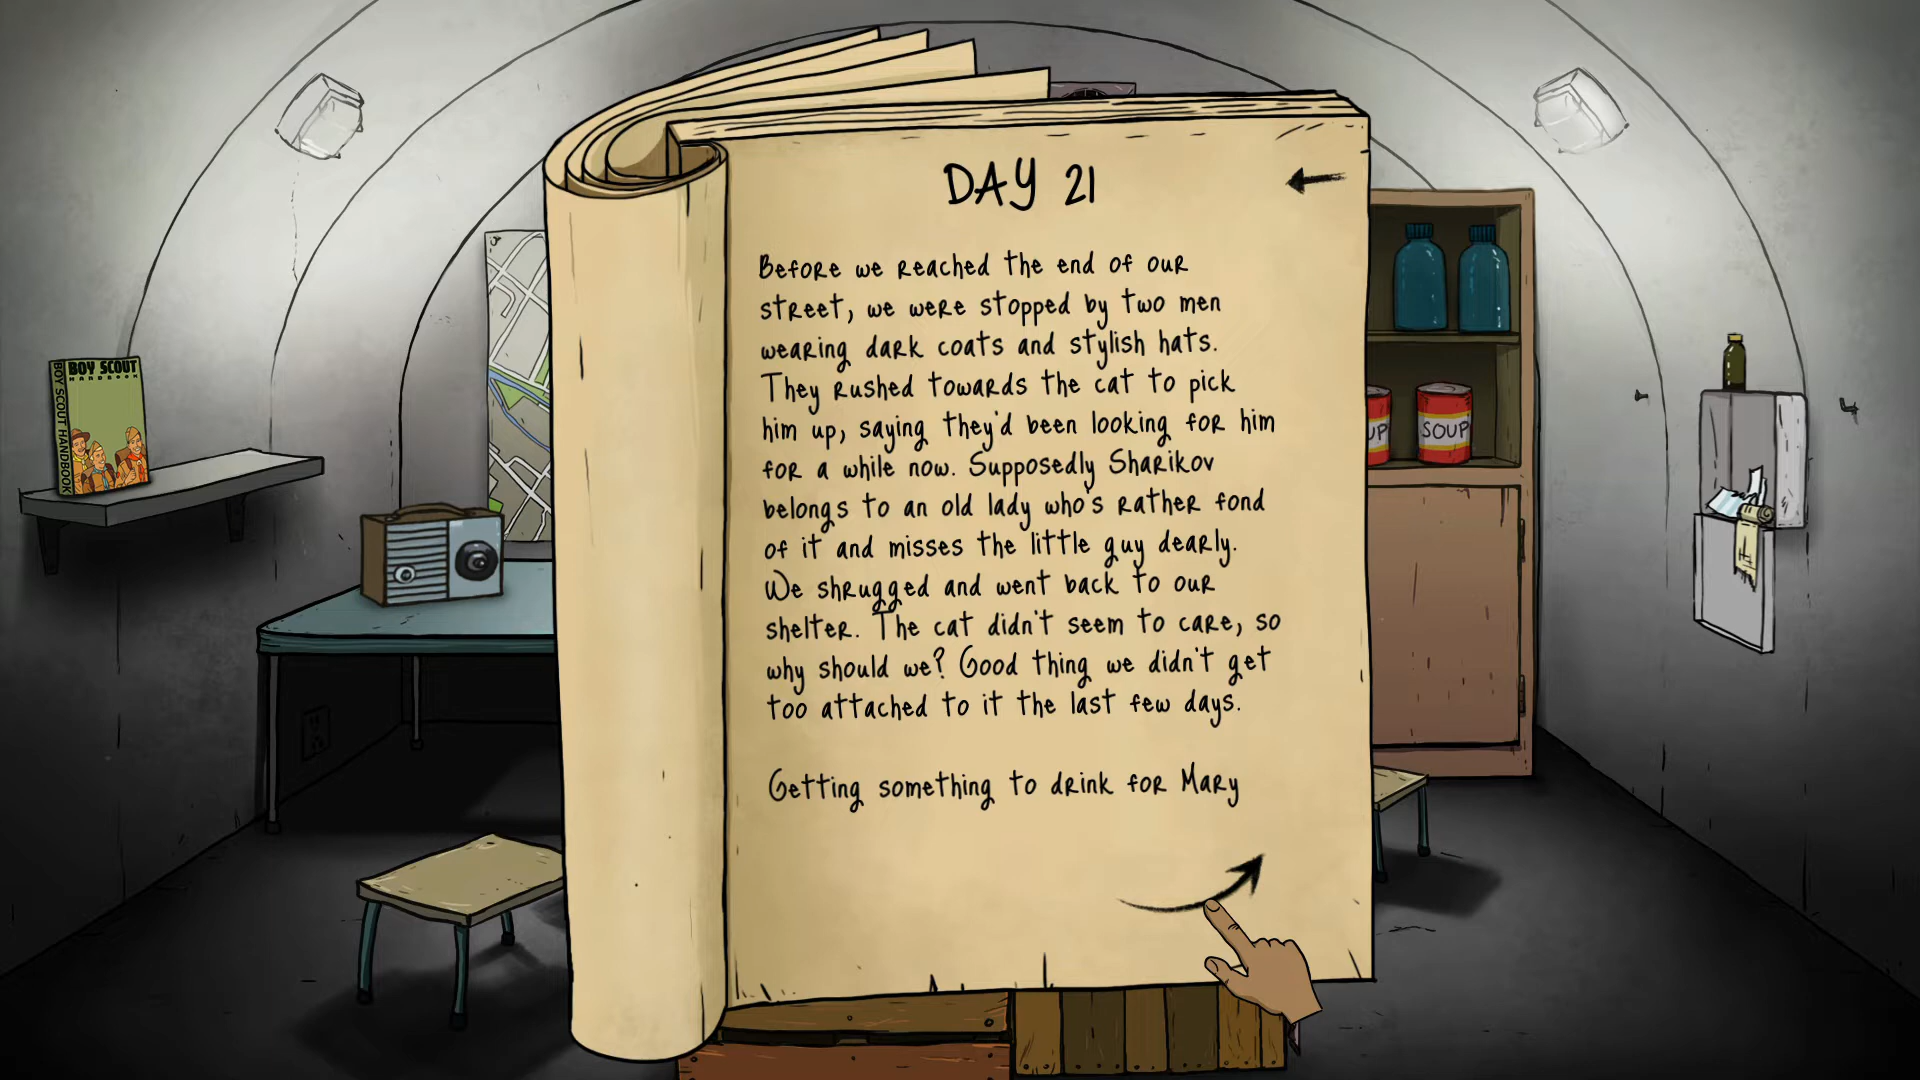 DAY 21
Before we reached the end of our
street, we were stopped by two men
wearing dark coats and stylish hats.
They rushed towards the cat to pick
him up, saying they'd been looking for him
for a while now. Supposedly Sharikov
belongs to an old lady who's rather fond
of it and misses the little guy dearly.
We shrugged and went back to our
shelter. The cat didn't seem to care, so
why should we? Good thing we didn't get
too attached to it the last few days.
Getting something to drink for Mary
BOY SCOUT
HANDBOOK
BOY SCOUT HANDBOOK
UP
SOUP